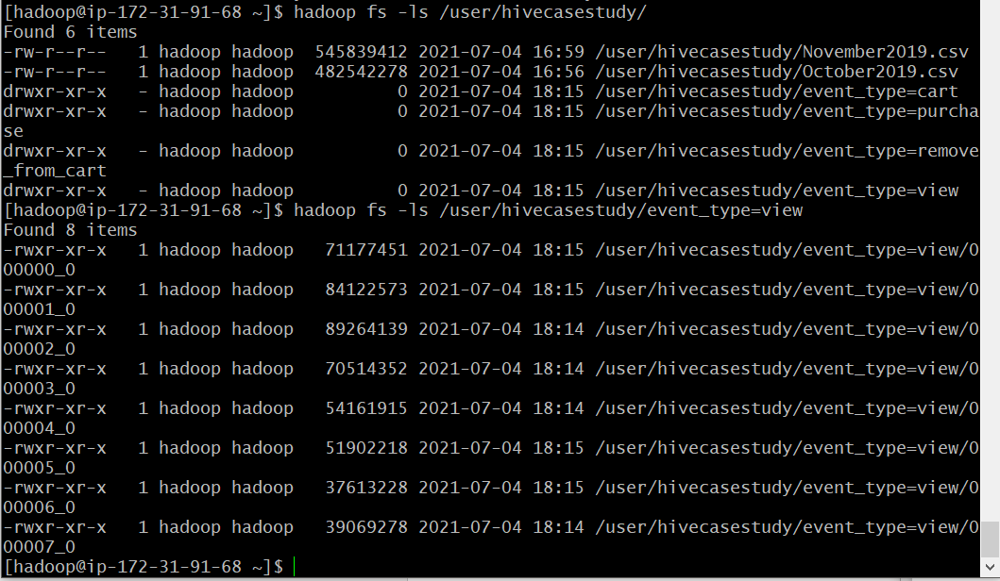 [hadoop@ip-172-31-91-68 ~]$ hadoop fs -ls /user/hivecasestudy/
Found 6 items
-rw-r--r--   1 hadoop hadoop  545839412 2021-07-04 16:59 /user/hivecasestudy/November2019.csv
-rw-r--r--   1 hadoop hadoop  482542278 2021-07-04 16:56 /user/hivecasestudy/October2019.csv
drwxr-xr-x   - hadoop hadoop          0 2021-07-04 18:15 /user/hivecasestudy/event_type=cart
drwxr-xr-x   - hadoop hadoop          0 2021-07-04 18:15 /user/hivecasestudy/event_type=purcha
se
drwxr-xr-x   - hadoop hadoop          0 2021-07-04 18:15 /user/hivecasestudy/event_type=remove
_from_cart
drwxr-xr-x   - hadoop hadoop          0 2021-07-04 18:15 /user/hivecasestudy/event_type=view
[hadoop@ip-172-31-91-68 ~]$ hadoop fs -ls /user/hivecasestudy/event_type=view
Found 8 items
-rwxr-xr-x   1 hadoop hadoop   71177451 2021-07-04 18:15 /user/hivecasestudy/event_type=view/0
00000_0
-rwxr-xr-x   1 hadoop hadoop   84122573 2021-07-04 18:15 /user/hivecasestudy/event_type=view/0
00001_0
-rwxr-xr-x   1 hadoop hadoop   89264139 2021-07-04 18:14 /user/hivecasestudy/event_type=view/0
00002_0
-rwxr-xr-x   1 hadoop hadoop   70514352 2021-07-04 18:14 /user/hivecasestudy/event_type=view/0
00003_0
-rwxr-xr-x   1 hadoop hadoop   54161915 2021-07-04 18:14 /user/hivecasestudy/event_type=view/0
00004_0
-rwxr-xr-x   1 hadoop hadoop   51902218 2021-07-04 18:15 /user/hivecasestudy/event_type=view/0
00005_0
-rwxr-xr-x   1 hadoop hadoop   37613228 2021-07-04 18:15 /user/hivecasestudy/event_type=view/0
00006_0
-rwxr-xr-x   1 hadoop hadoop   39069278 2021-07-04 18:14 /user/hivecasestudy/event_type=view/0
00007_0
[hadoop@ip-172-31-91-68 ~]$